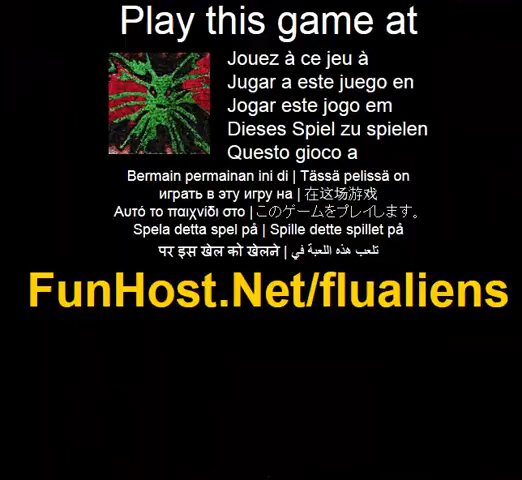 Play this game at
Jouez à ce jeu à
Jugar a este juego en
Jogar este jogo em
Dieses Spiel zu spielen
Questo gioco a
Bermain permainan ini di | Tässä pelissä on
играть в эту игру на | 在这场游戏
Αυτό το παιχνίδι στο | このゲームをプレイします。
Spela detta spel på | Spille dette spillet på
पर इस खेल को खेलने | تلعب هذه اللعبة في
FunHost.Net/flualiens